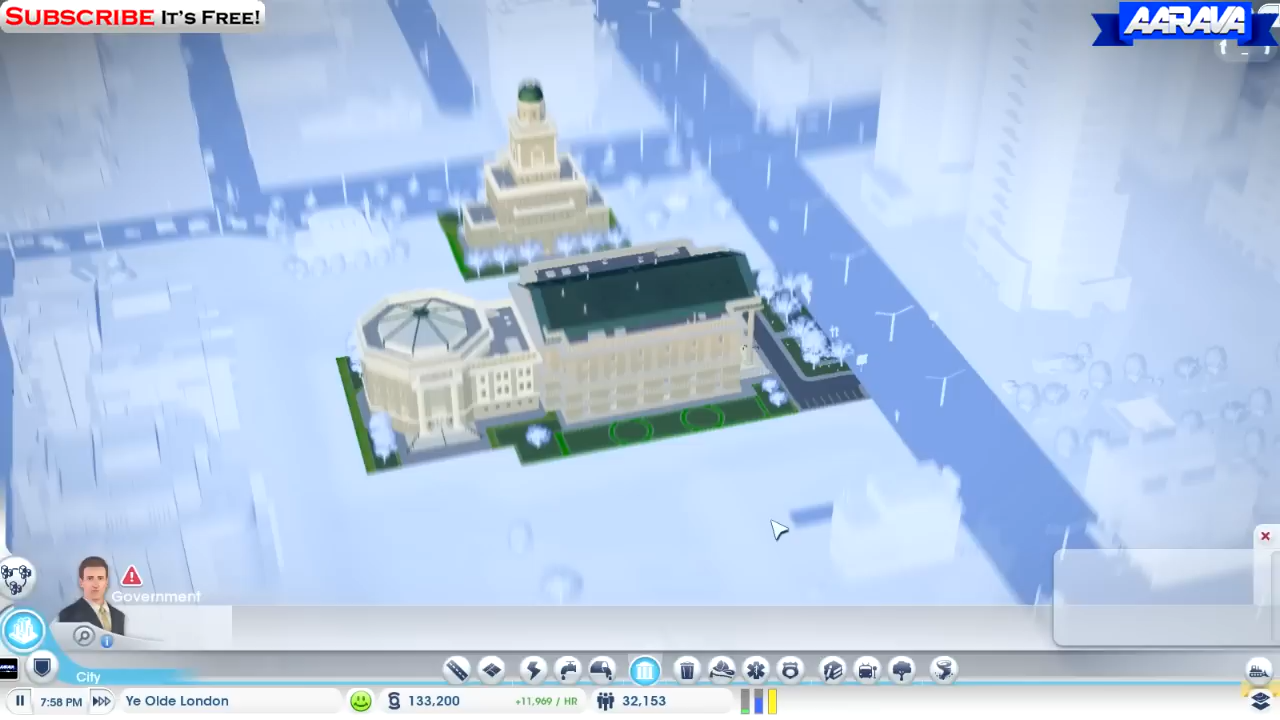 SUBSCRIBE IT'S FREE!
AARAVA
Government
City
7:58 PM
Ye Olde London
133,200
+11,969 / HR
32,153